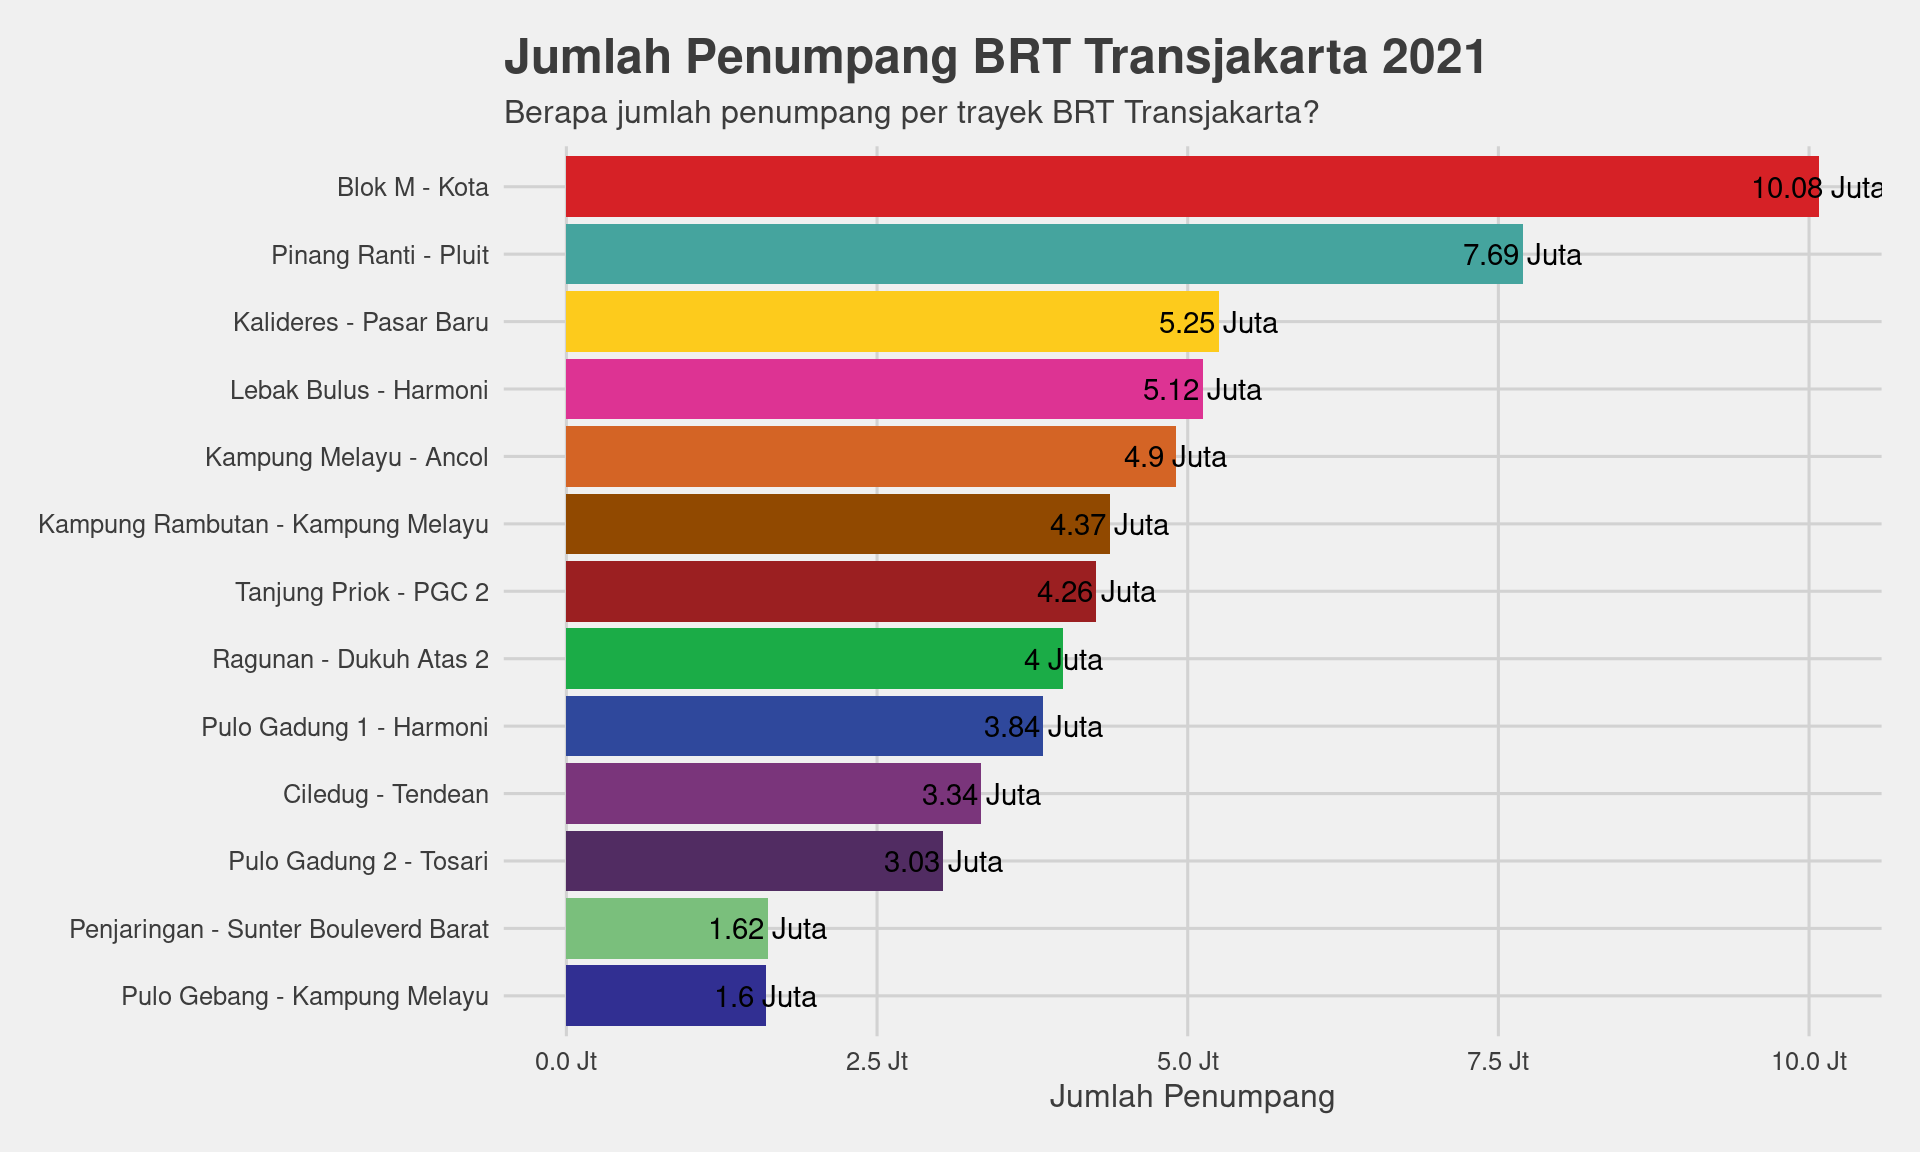 Jumlah Penumpang BRT Transjakarta 2021
Berapa jumlah penumpang per trayek BRT Transjakarta?
Blok M - Kota 10.08 Juta
Pinang Ranti - Pluit 7.69 Juta
Kalideres - Pasar Baru 5.25 Juta
Lebak Bulus - Harmoni 5.12 Juta
Kampung Melayu - Ancol 4.9 Juta
Kampung Rambutan - Kampung Melayu 4.37 Juta
Tanjung Priok - PGC 2 4.26 Juta
Ragunan - Dukuh Atas 2 4 Juta
Pulo Gadung 1 - Harmoni 3.84 Juta
Ciledug - Tendean 3.34 Juta
Pulo Gadung 2 - Tosari 3.03 Juta
Penjaringan - Sunter Bouleverd Barat 1.62 Juta
Pulo Gebang - Kampung Melayu 1.6 Juta
0.0 Jt 2.5 Jt 5.0 Jt 7.5 Jt 10.0 Jt
Jumlah Penumpang